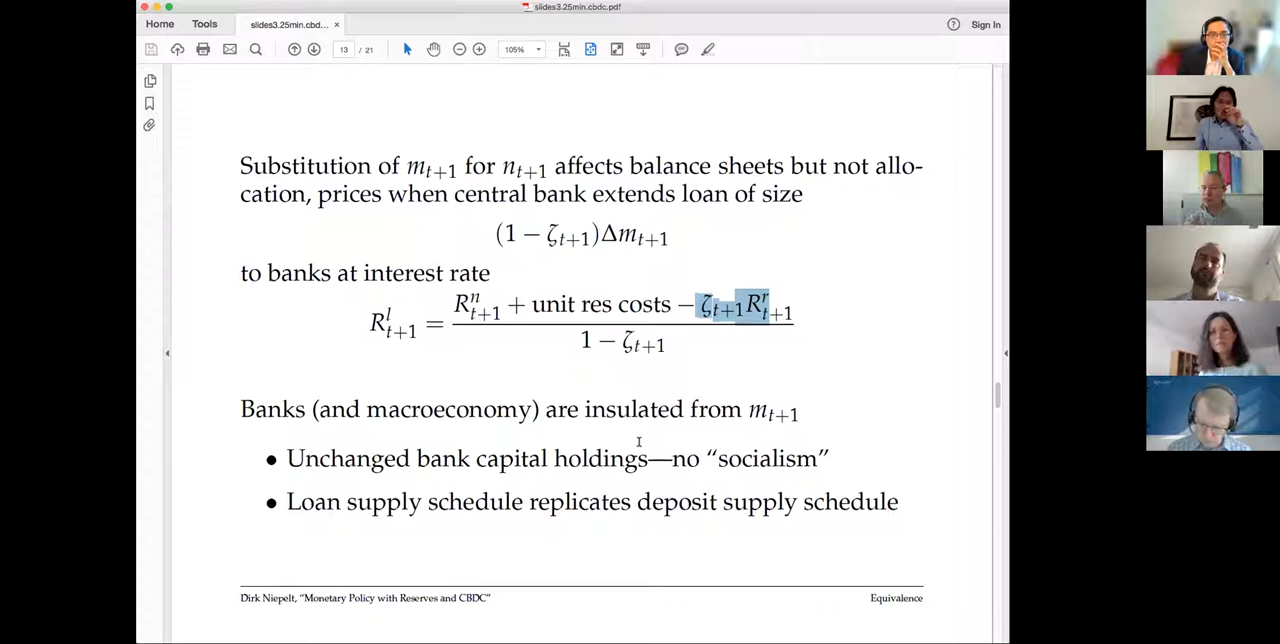 slides3.25min.cbdc.pdf
Home Tools slides3.25min.cbd... × Sign In
13 / 21 105%
Substitution of m_{t+1} for n_{t+1} affects balance sheets but not allo-
cation, prices when central bank extends loan of size
(1 − ζ_{t+1})Δm_{t+1}
to banks at interest rate
R^l_{t+1} = (R^n_{t+1} + unit res costs − ζ_{t+1}R^r_{t+1}) / (1 − ζ_{t+1})
Banks (and macroeconomy) are insulated from m_{t+1}
• Unchanged bank capital holdings—no “socialism”
• Loan supply schedule replicates deposit supply schedule
Dirk Niepelt, “Monetary Policy with Reserves and CBDC” Equivalence